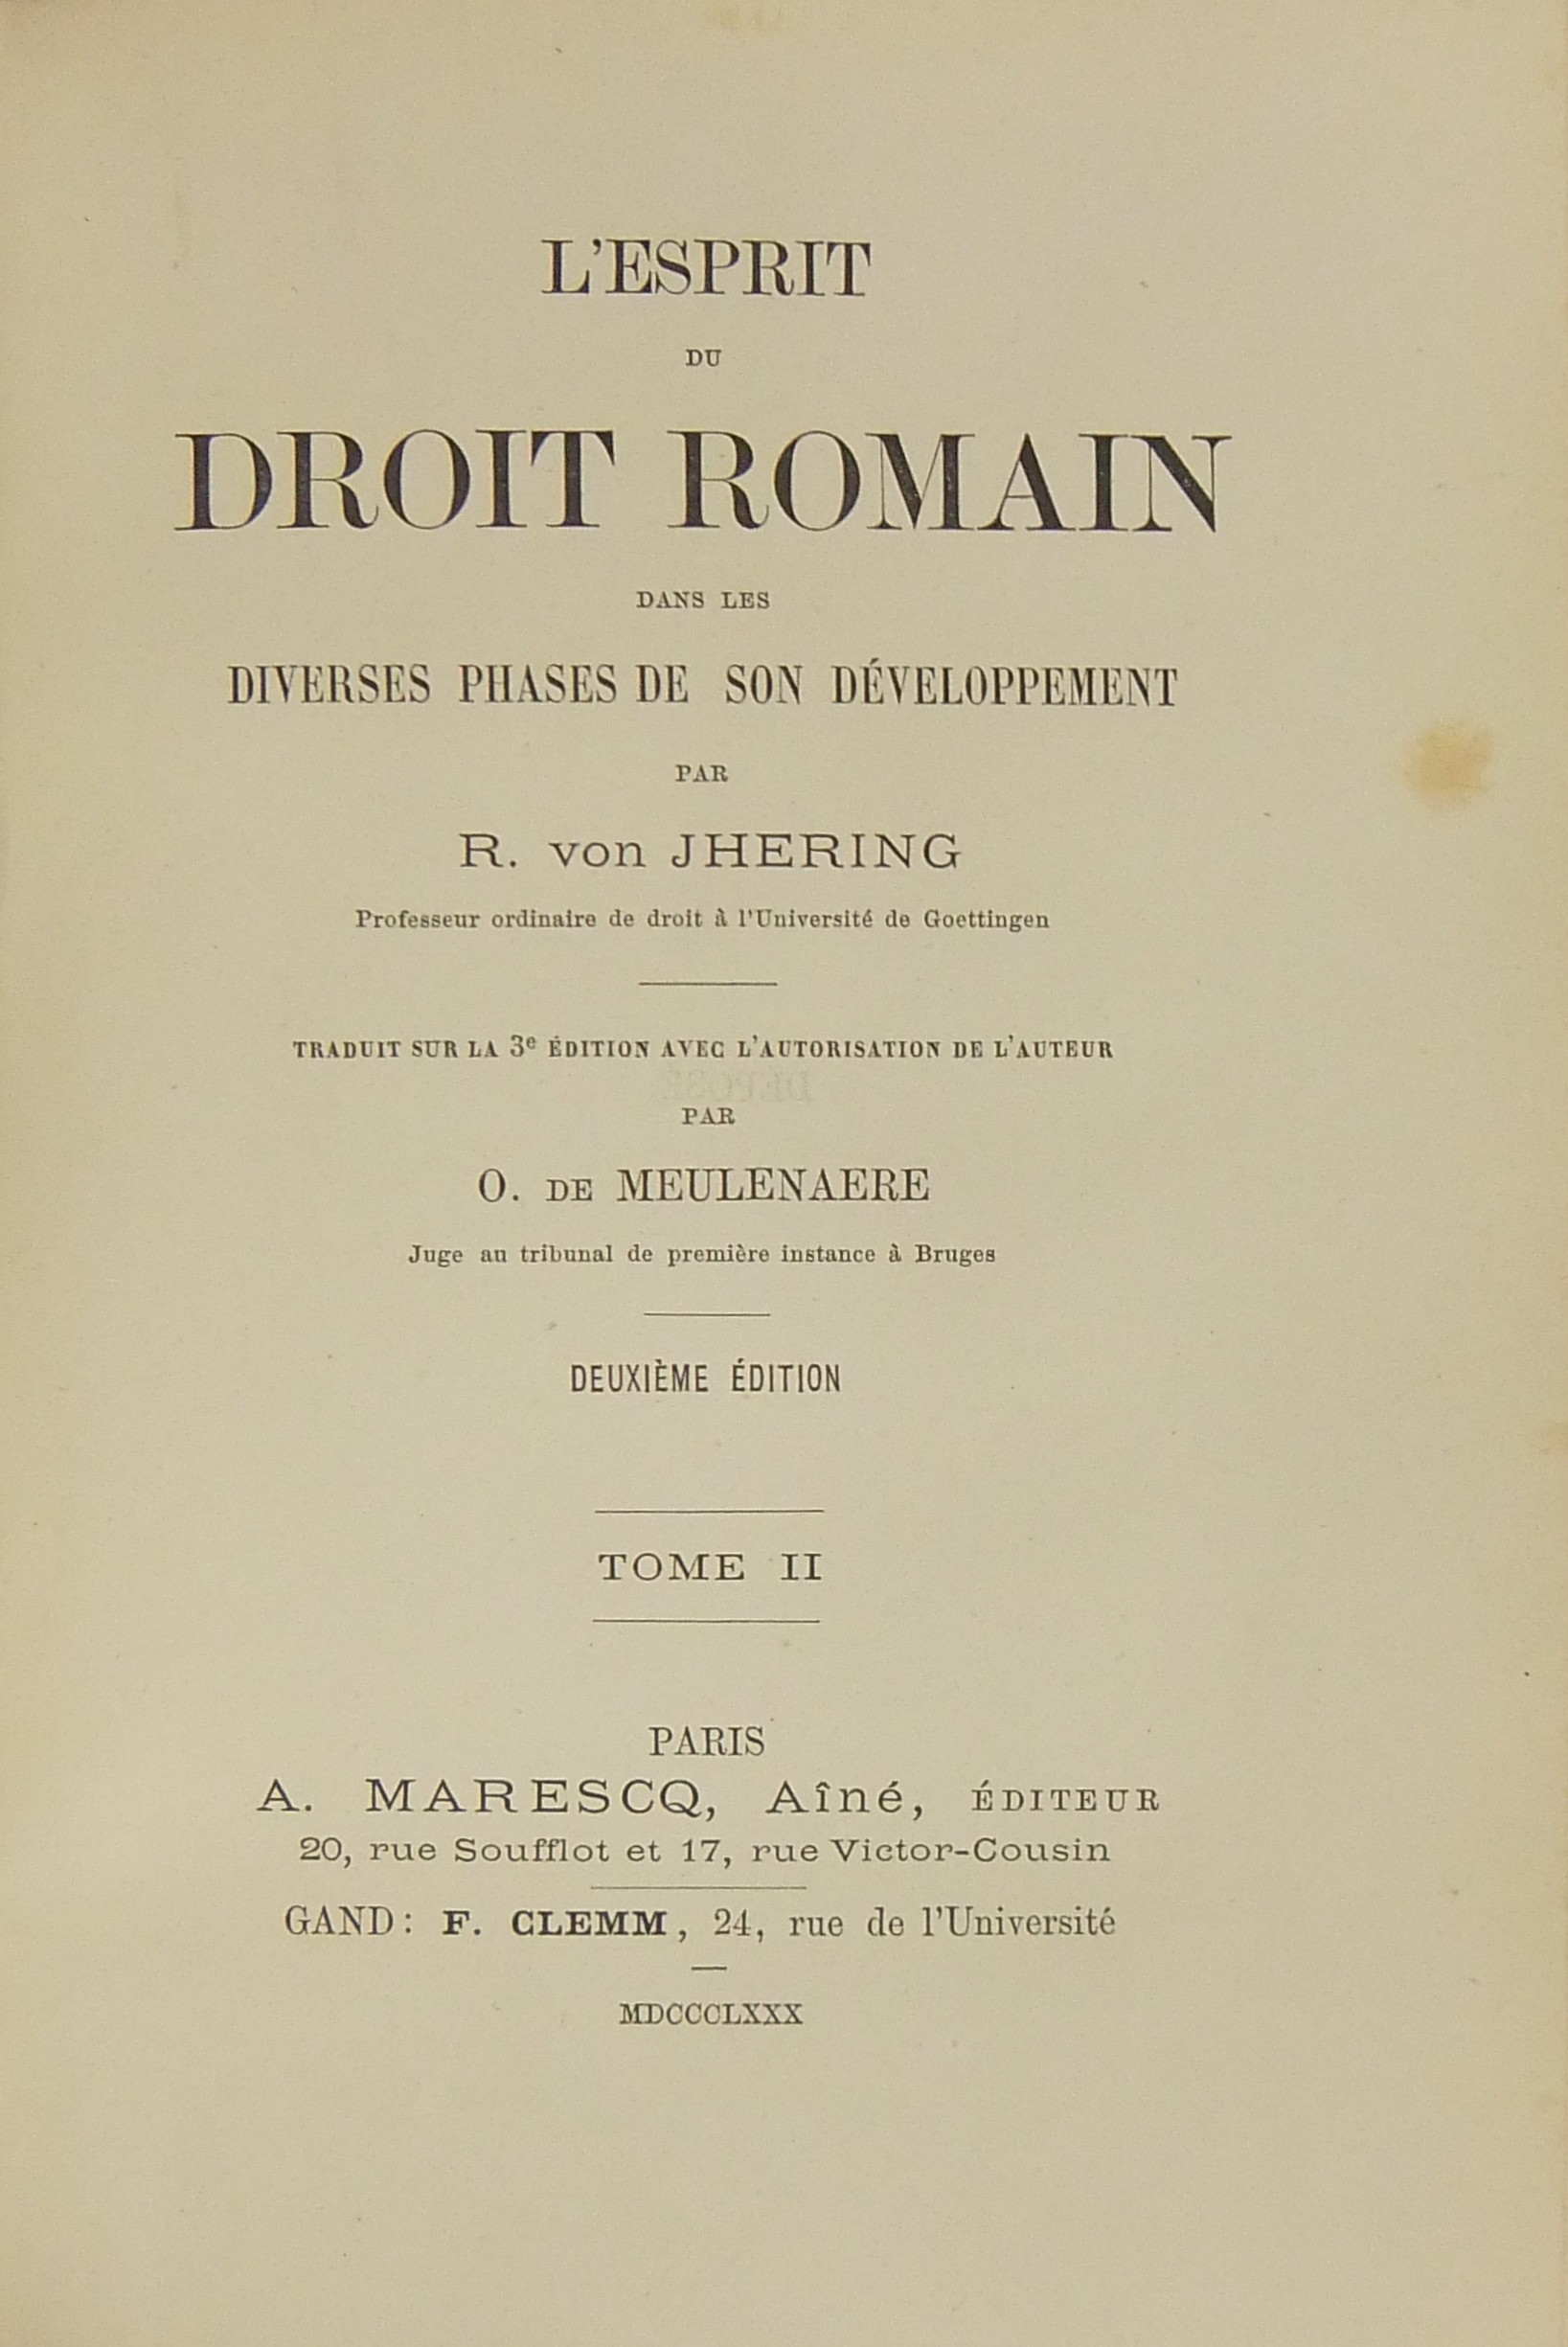 L'ESPRIT
DU
DROIT ROMAIN
DANS LES
DIVERSES PHASES DE SON DÉVELOPPEMENT
PAR
R. von JHERING
Professeur ordinaire de droit à l'Université de Goettingen
TRADUIT SUR LA 3e ÉDITION AVEC L'AUTORISATION DE L'AUTEUR
PAR
O. DE MEULENAERE
Juge au tribunal de première instance à Bruges
DEUXIÈME ÉDITION
TOME II
PARIS
A. MARESCQ, Aîné, ÉDITEUR
20, rue Soufflot et 17, rue Victor-Cousin
GAND: F. CLEMM, 24, rue de l'Université
MDCCCLXXX